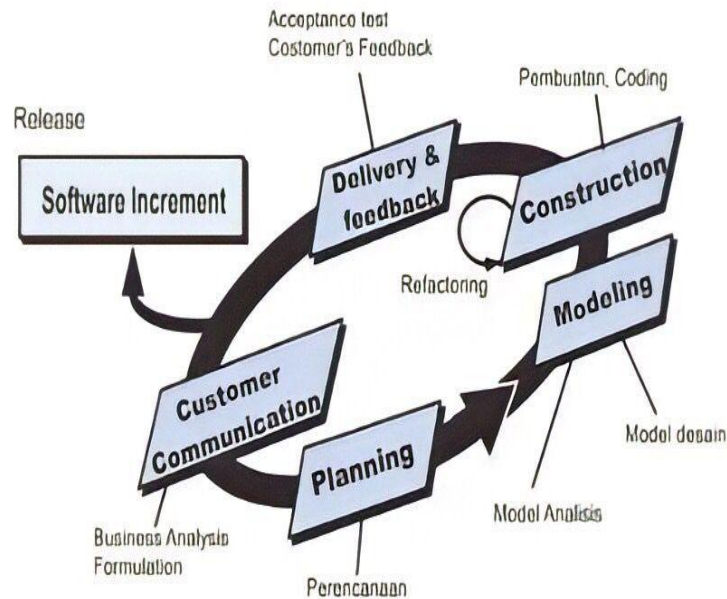 Acceptance test
Costomer's Feedback
Pembuatan, Coding
Release
Delivery &
feedback
Software Increment
Construction
Refactoring
Modeling
Customer
Communication
Planning
Model desain
Model Analisis
Business Analysis
Formulation
Perencanaan